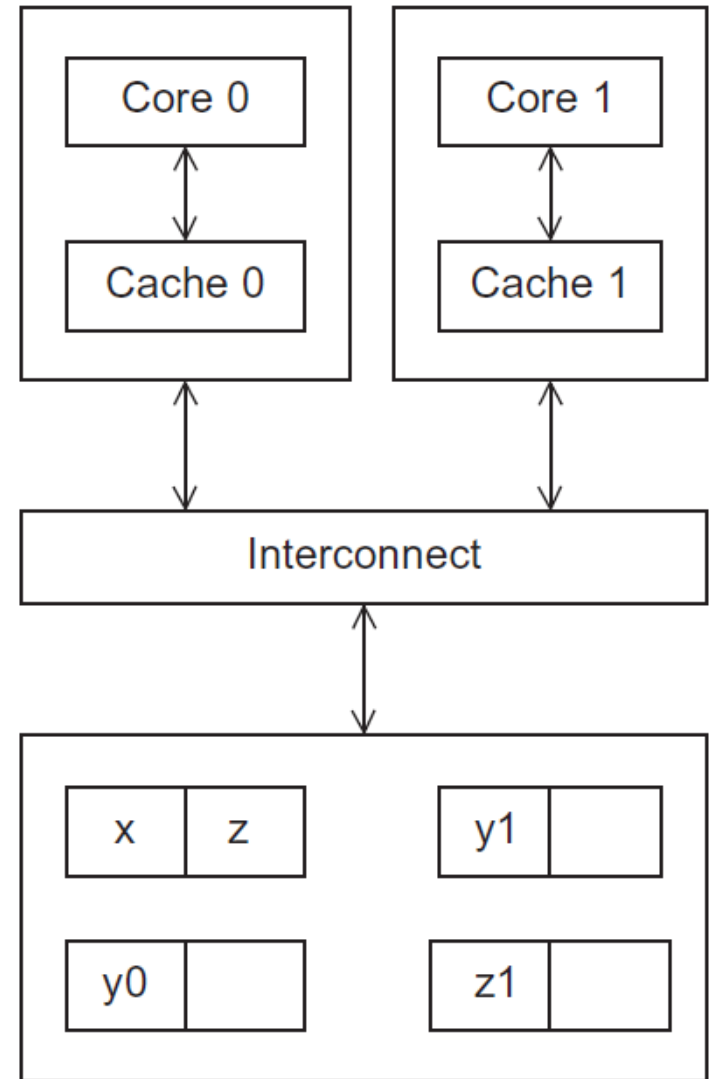 Core 0
Core 1
Cache 0
Cache 1
Interconnect
x z
y1
y0
z1